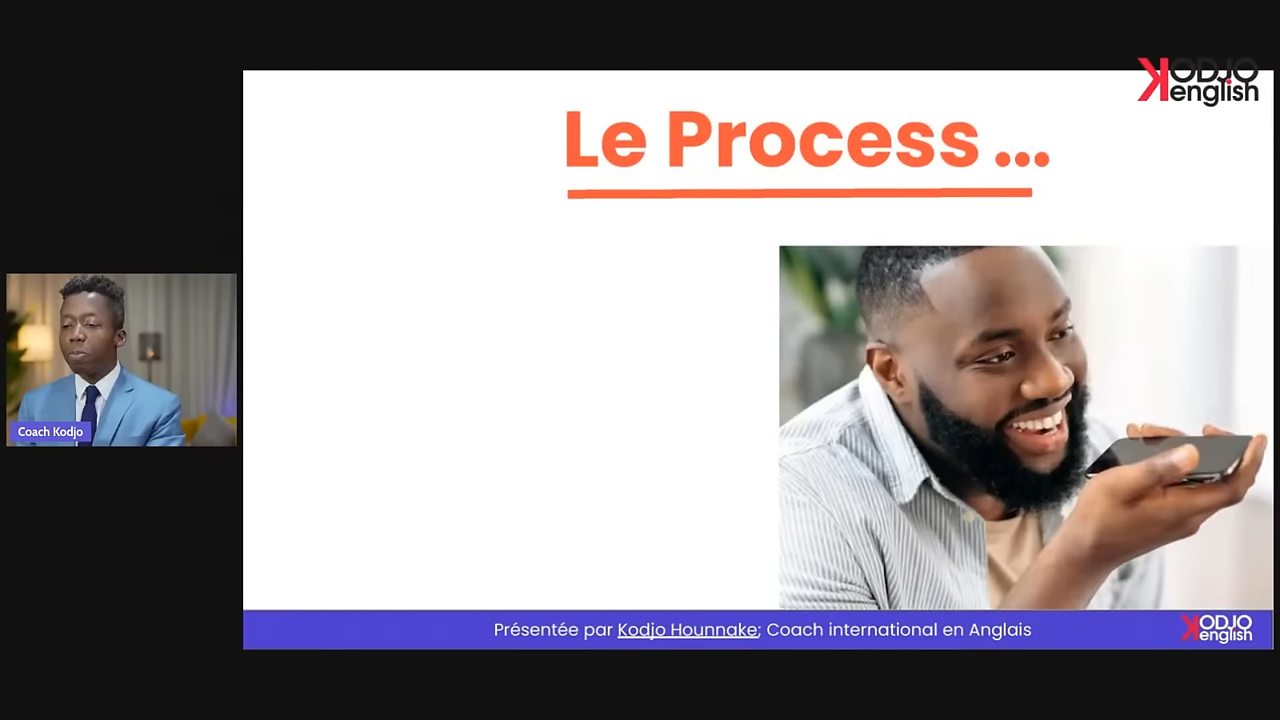 KODJO
english
Le Process ...
Coach Kodjo
Présentée par Kodjo Hounnake; Coach international en Anglais
KODJO
english